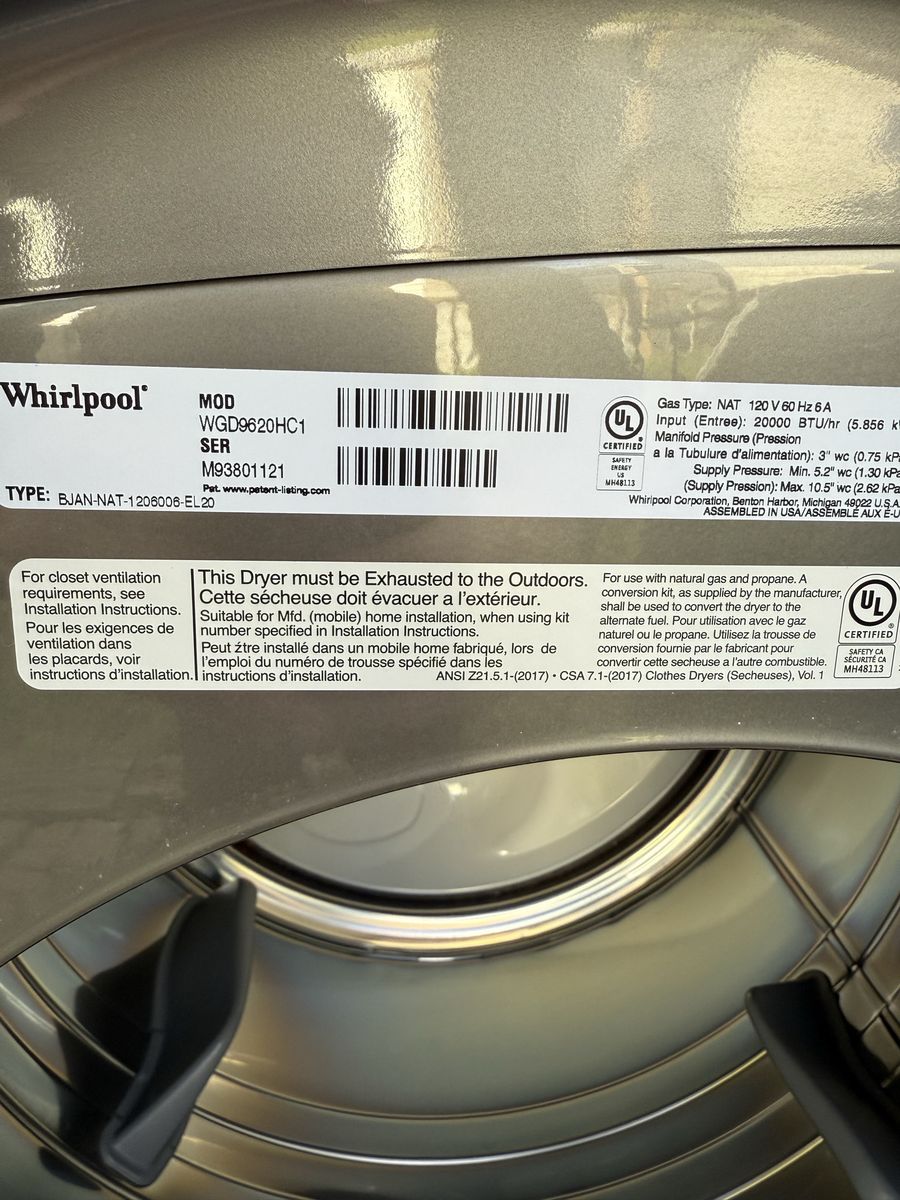 Whirlpool®
MOD
WGD9620HC1
SER
M93801121
Pat. www.patent-listing.com
TYPE: BJAN-NAT-1206006-EL20
UL
CERTIFIED
SAFETY
ENERGY
US
MH48113
Gas Type: NAT 120 V 60 Hz 6 A
Input (Entree): 20000 BTU/hr (5.856 k
Manifold Pressure (Pression
a la Tubulure d'alimentation): 3" wc (0.75 kPa
Supply Pressure: Min. 5.2" wc (1.30 kPa
(Supply Pression): Max. 10.5" wc (2.62 kPa
Whirlpool Corporation, Benton Harbor, Michigan 49022 U.S.A.
ASSEMBLED IN USA/ASSEMBLÉ AUX É-U
For closet ventilation
requirements, see
Installation Instructions.
Pour les exigences de
ventilation dans
les placards, voir
instructions d'installation.
This Dryer must be Exhausted to the Outdoors.
Cette sécheuse doit évacuer a l'extérieur.
Suitable for Mfd. (mobile) home installation, when using kit
number specified in Installation Instructions.
Peut źtre installé dans un mobile home fabriqué, lors de
l'emploi du numéro de trousse spécifié dans les
instructions d'installation.
For use with natural gas and propane. A
conversion kit, as supplied by the manufacturer,
shall be used to convert the dryer to the
alternate fuel. Pour utilisation avec le gaz
naturel ou le propane. Utilisez la trousse de
conversion fournie par le fabricant pour
convertir cette secheuse a l'autre combustible.
ANSI Z21.5.1-(2017) • CSA 7.1-(2017) Clothes Dryers (Secheuses), Vol. 1
UL
®
CERTIFIED
SAFETY CA
SÉCURITÉ CA
MH48113